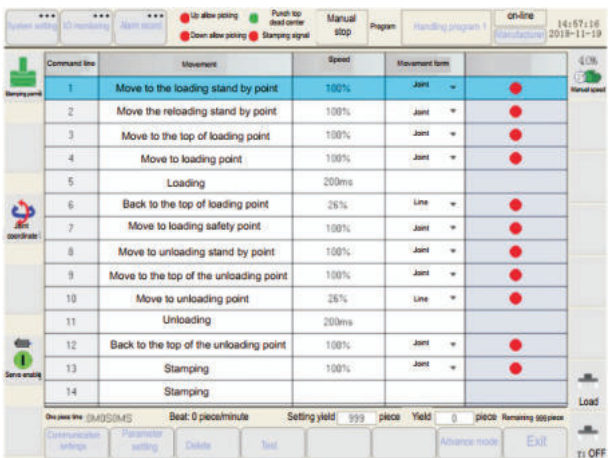 System setting
IO monitoring
Alarm record
Up allow picking
Down allow picking
Punch top dead center
Stamping signal
Manual stop
Program
Handling program 1
on-line
Manufacturer
14:57:16
2018-11-19
Command line Movement Speed Movement form
1 Move to the loading stand by point 100% Joint
2 Move the reloading stand by point 100% Joint
3 Move to the top of loading point 100% Joint
4 Move to loading point 100% Joint
5 Loading 200ms
6 Back to the top of loading point 26% Line
7 Move to loading safety point 100% Joint
8 Move to unloading stand by point 100% Joint
9 Move to the top of the unloading point 100% Joint
10 Move to unloading point 26% Line
11 Unloading 200ms
12 Back to the top of the unloading point 100% Joint
13 Stamping 100% Joint
14 Stamping
Stamping permit
Joint
coordinate
Servo enable
4.0%
Manual speed
Load
OFF
One piece time 0M0S0MS Beat: 0 piece/minute Setting yield 999 piece Yield 0 piece Remaining 999 piece
Communication settings
Parameter setting
Delete
Test
Advance mode
Exit